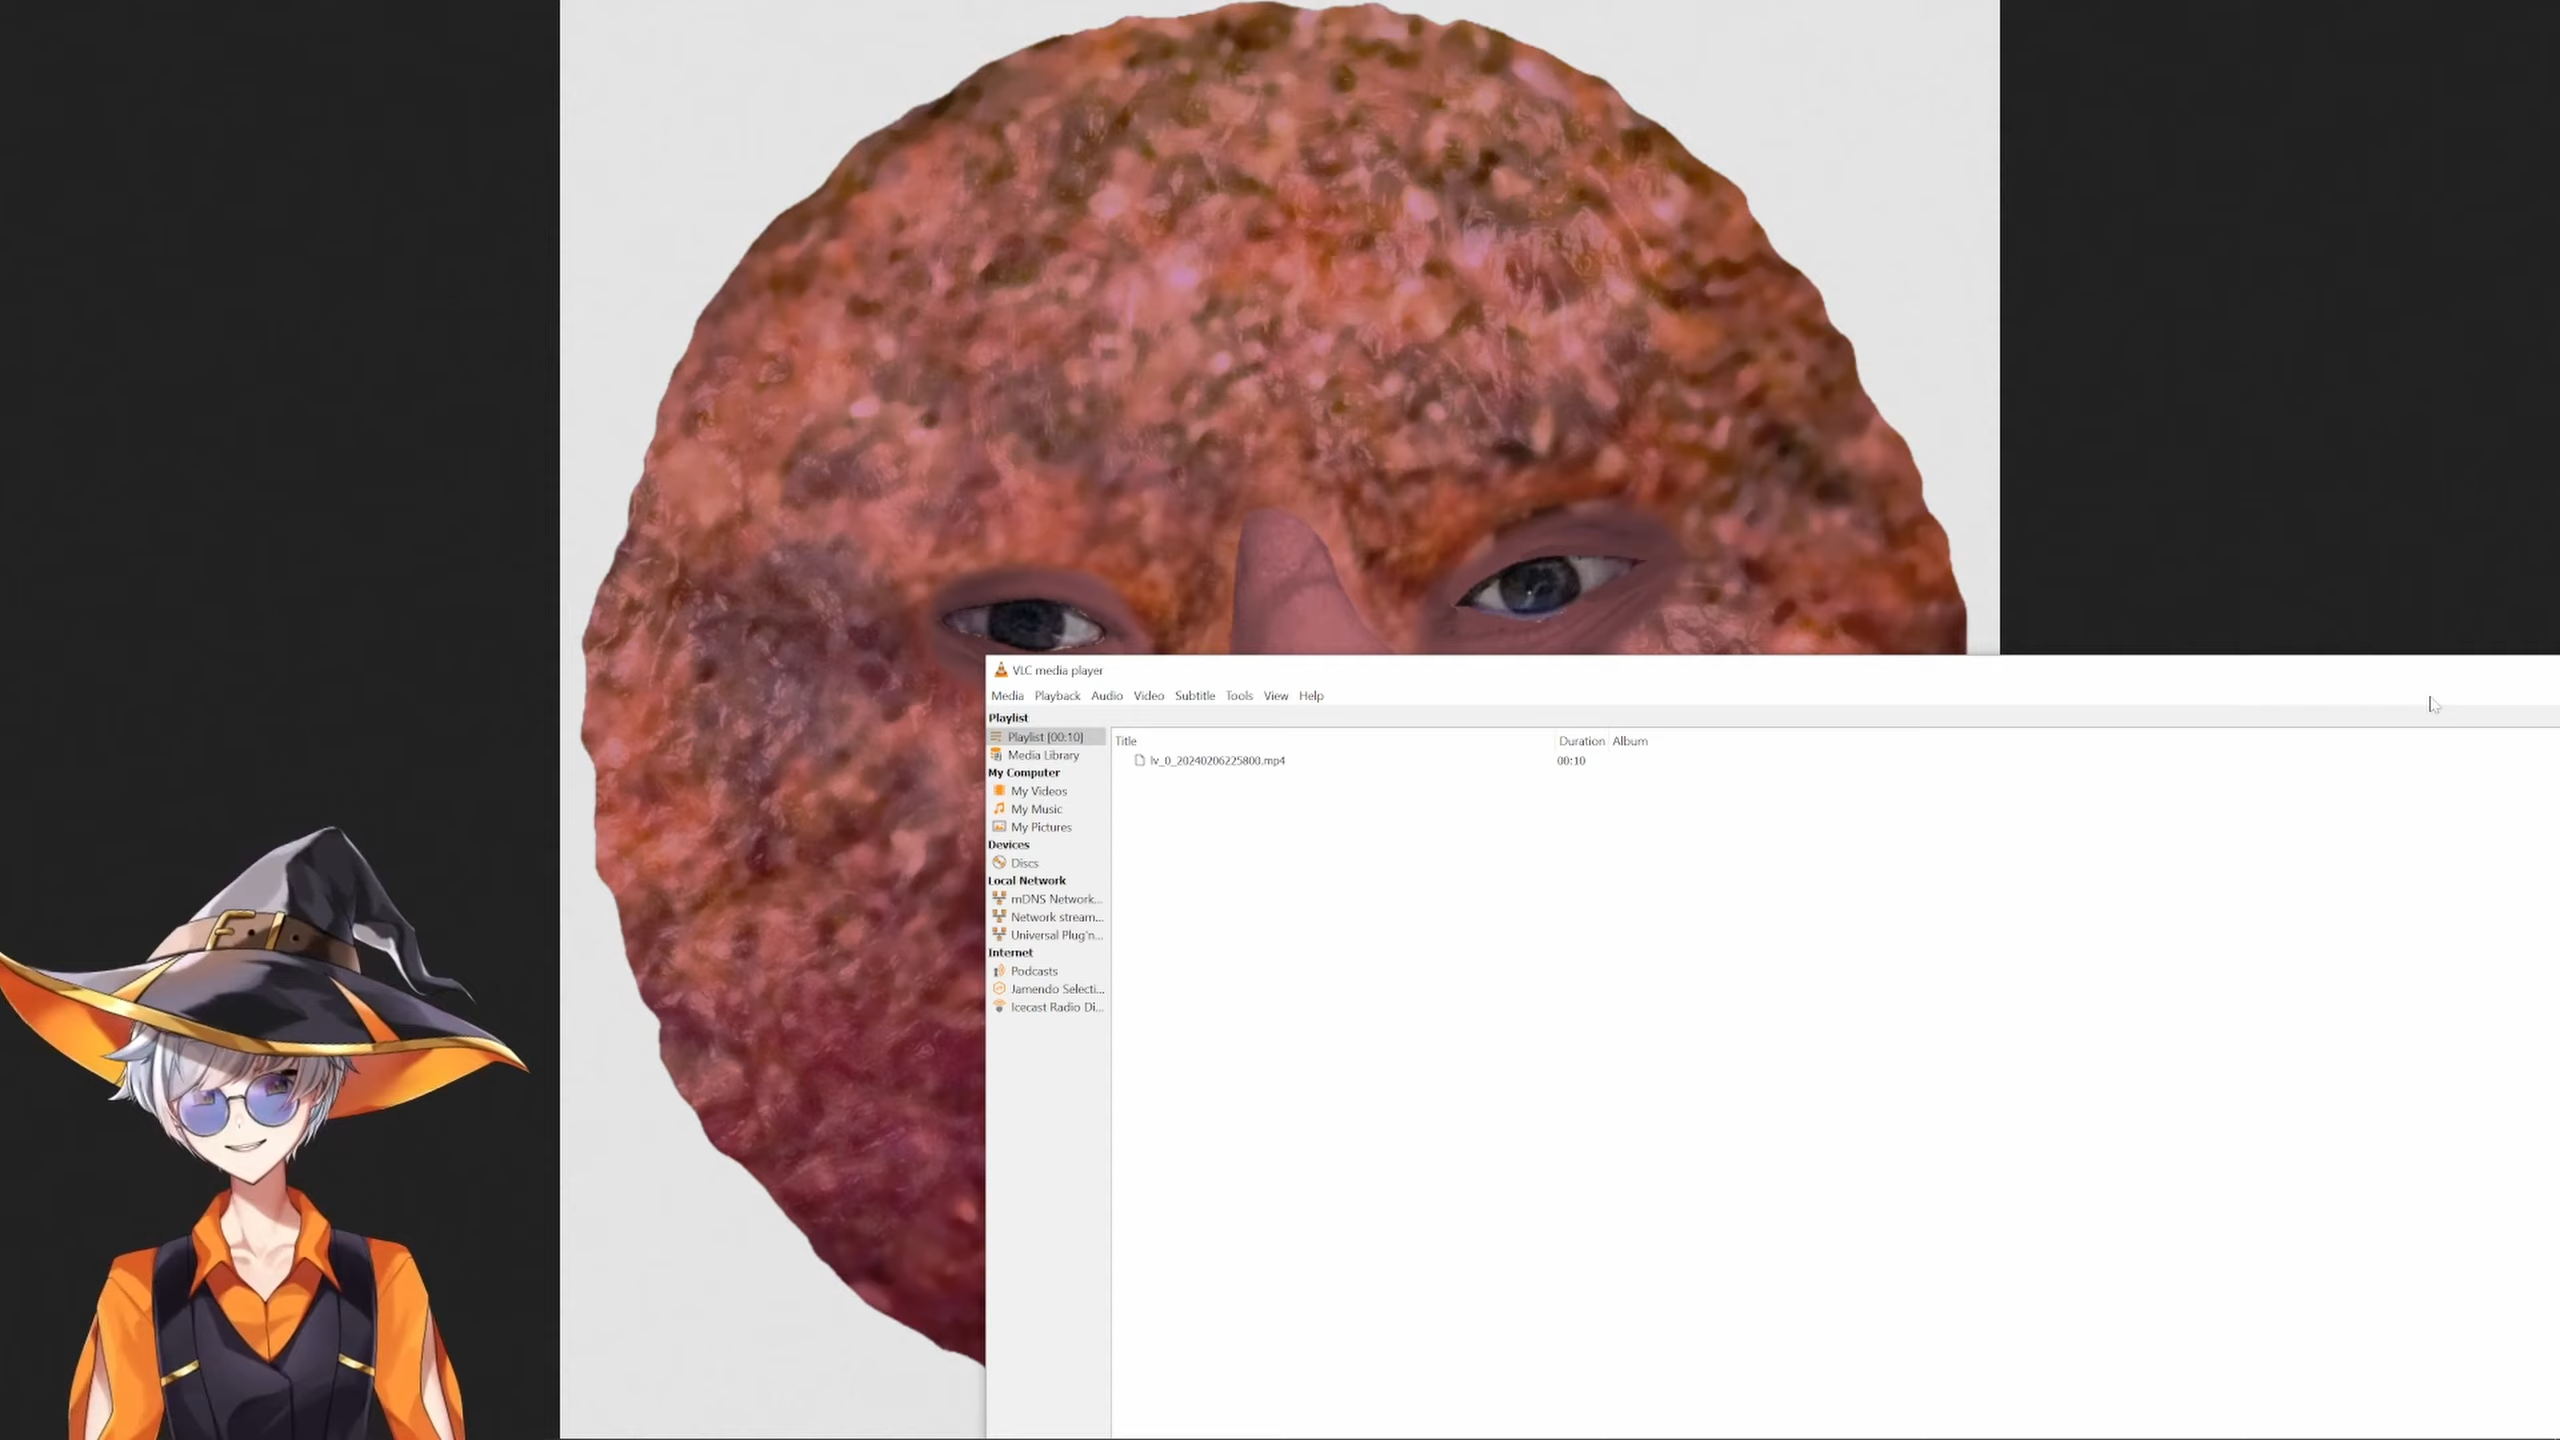 VLC media player
Media Playback Audio Video Subtitle Tools View Help
Playlist
Playlist [00:10]
Media Library
My Computer
My Videos
My Music
My Pictures
Devices
Discs
Local Network
mDNS Network...
Network stream...
Universal Plug'n...
Internet
Podcasts
Jamendo Selecti...
Icecast Radio Di...
Title Duration Album
lv_0_20240206225800.mp4 00:10